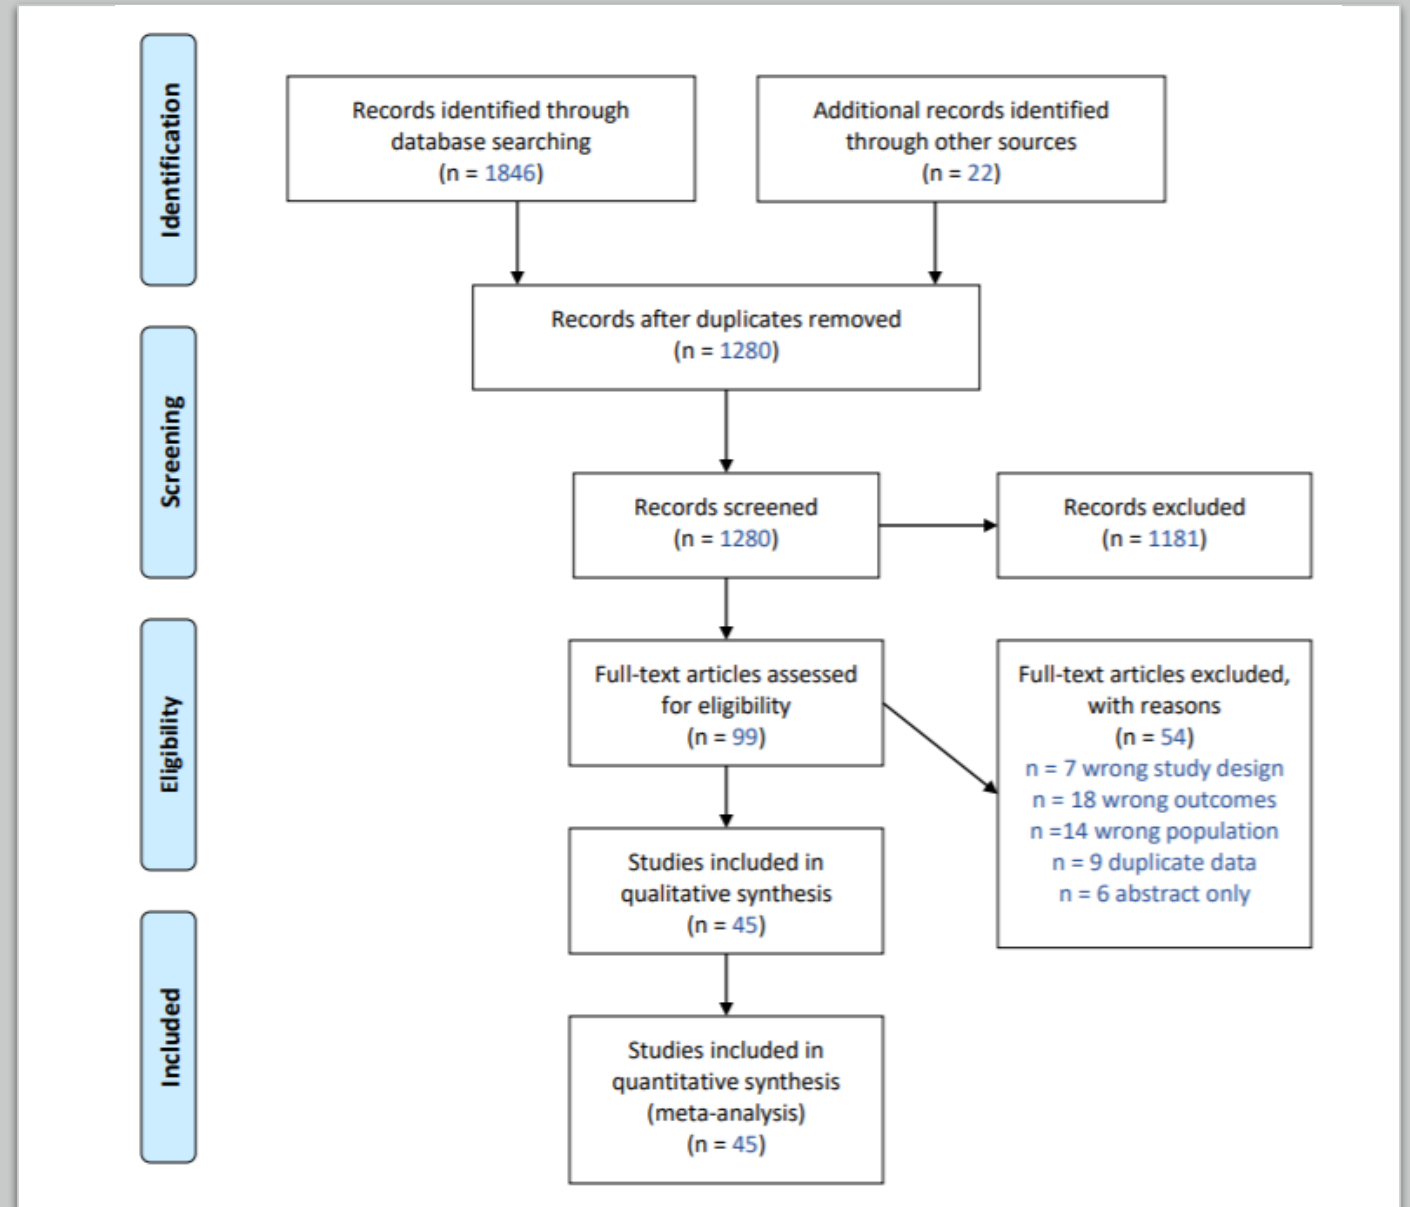 Identification
Records identified through
database searching
(n = 1846)
Additional records identified
through other sources
(n = 22)
Records after duplicates removed
(n = 1280)
Screening
Records screened
(n = 1280)
Records excluded
(n = 1181)
Eligibility
Full-text articles assessed
for eligibility
(n = 99)
Full-text articles excluded,
with reasons
(n = 54)
n = 7 wrong study design
n = 18 wrong outcomes
n =14 wrong population
n = 9 duplicate data
n = 6 abstract only
Studies included in
qualitative synthesis
(n = 45)
Included
Studies included in
quantitative synthesis
(meta-analysis)
(n = 45)